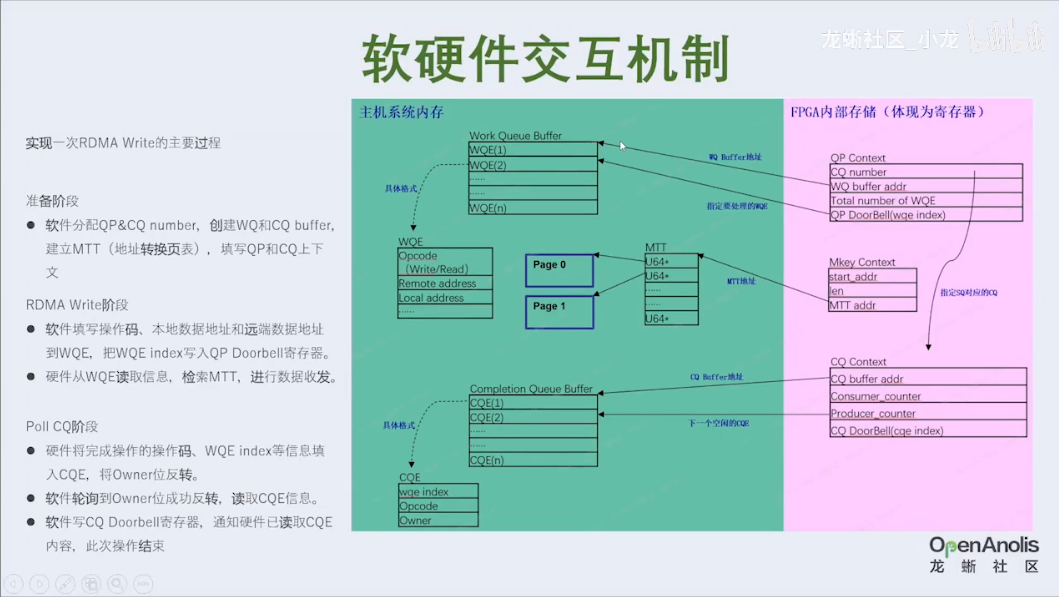 龙蜥社区_小龙 bilibili
软硬件交互机制
实现一次RDMA Write的主要过程
准备阶段
● 软件分配QP&CQ number，创建WQ和CQ buffer,
建立MTT（地址转换页表），填写QP和CQ上下
文
RDMA Write阶段
● 软件填写操作码、本地数据地址和远端数据地址
到WQE，把WQE index写入QP Doorbell寄存器。
● 硬件从WQE读取信息，检索MTT，进行数据收发。
Poll CQ阶段
● 硬件将完成操作的操作码、WQE index等信息填
入CQE，将Owner位反转。
● 软件轮询到Owner位成功反转，读取CQE信息。
● 软件写CQ Doorbell寄存器，通知硬件已读取CQE
内容，此次操作结束
主机系统内存
Work Queue Buffer
WQE(1)
WQE(2)
......
......
WQE(n)
具体格式
WQE
Opcode
（Write/Read）
Remote address
Local address
......
Page 0
Page 1
MTT
U64*
U64*
......
......
U64*
WQ Buffer地址
指定要处理的WQE
MTT地址
Completion Queue Buffer
CQE(1)
CQE(2)
......
......
CQE(n)
具体格式
CQE
wqe index
Opcode
Owner
CQ Buffer地址
下一个空闲的CQE
FPGA内部存储（体现为寄存器）
QP Context
CQ number
WQ buffer addr
Total number of WQE
QP DoorBell(wqe index)
Mkey Context
start_addr
len
MTT addr
指定SQ对应的CQ
CQ Context
CQ buffer addr
Consumer_counter
Producer_counter
CQ DoorBell(cqe index)
OpenAnolis
龙蜥社区